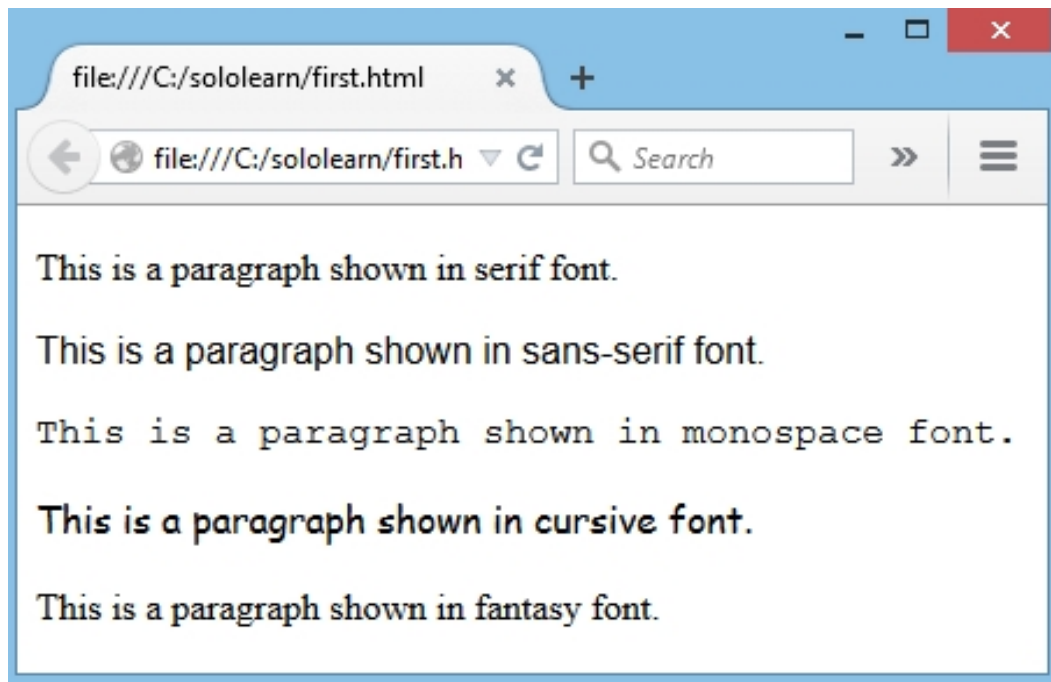 file:///C:/sololearn/first.html
file:///C:/sololearn/first.h Search
This is a paragraph shown in serif font.
This is a paragraph shown in sans-serif font.
This is a paragraph shown in monospace font.
This is a paragraph shown in cursive font.
This is a paragraph shown in fantasy font.